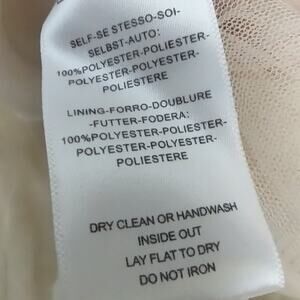 SELF-SE STESSO-SOI-
SELBST-AUTO:
100%POLYESTER-POLIESTER-
POLYESTER-POLYESTER-
POLIESTERE
LINING-FORRO-DOUBLURE
-FUTTER-FODERA:
100%POLYESTER-POLIESTER-
POLYESTER-POLYESTER-
POLIESTERE
DRY CLEAN OR HANDWASH
INSIDE OUT
LAY FLAT TO DRY
DO NOT IRON